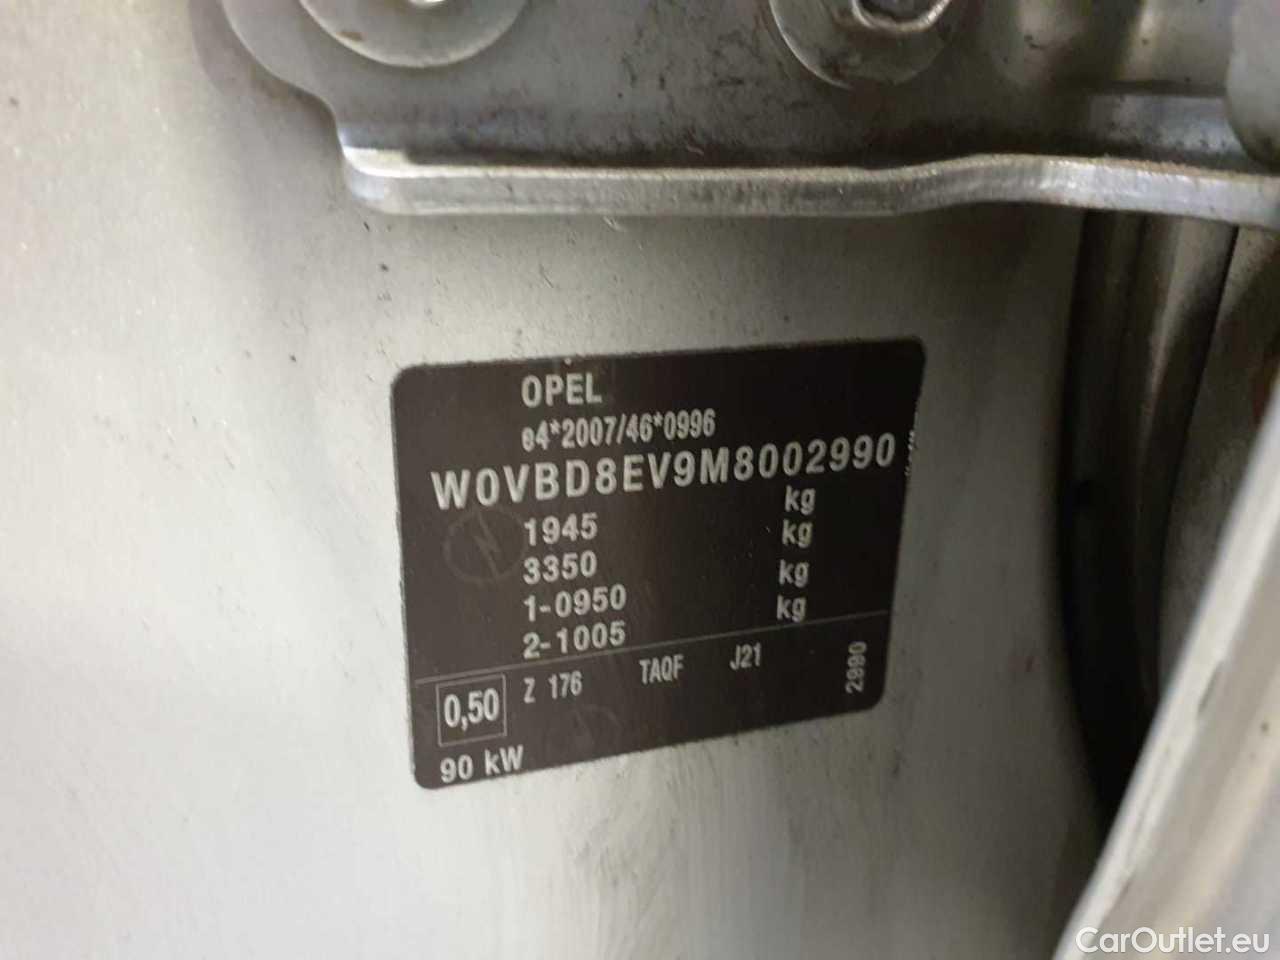 OPEL
e4*2007/46*0996
W0VBD8EV9M8002990
1945 kg
3350 kg
1-0950 kg
2-1005 kg
0,50 Z 176 TAQF J21 2990
90 kW
CarOutlet.eu